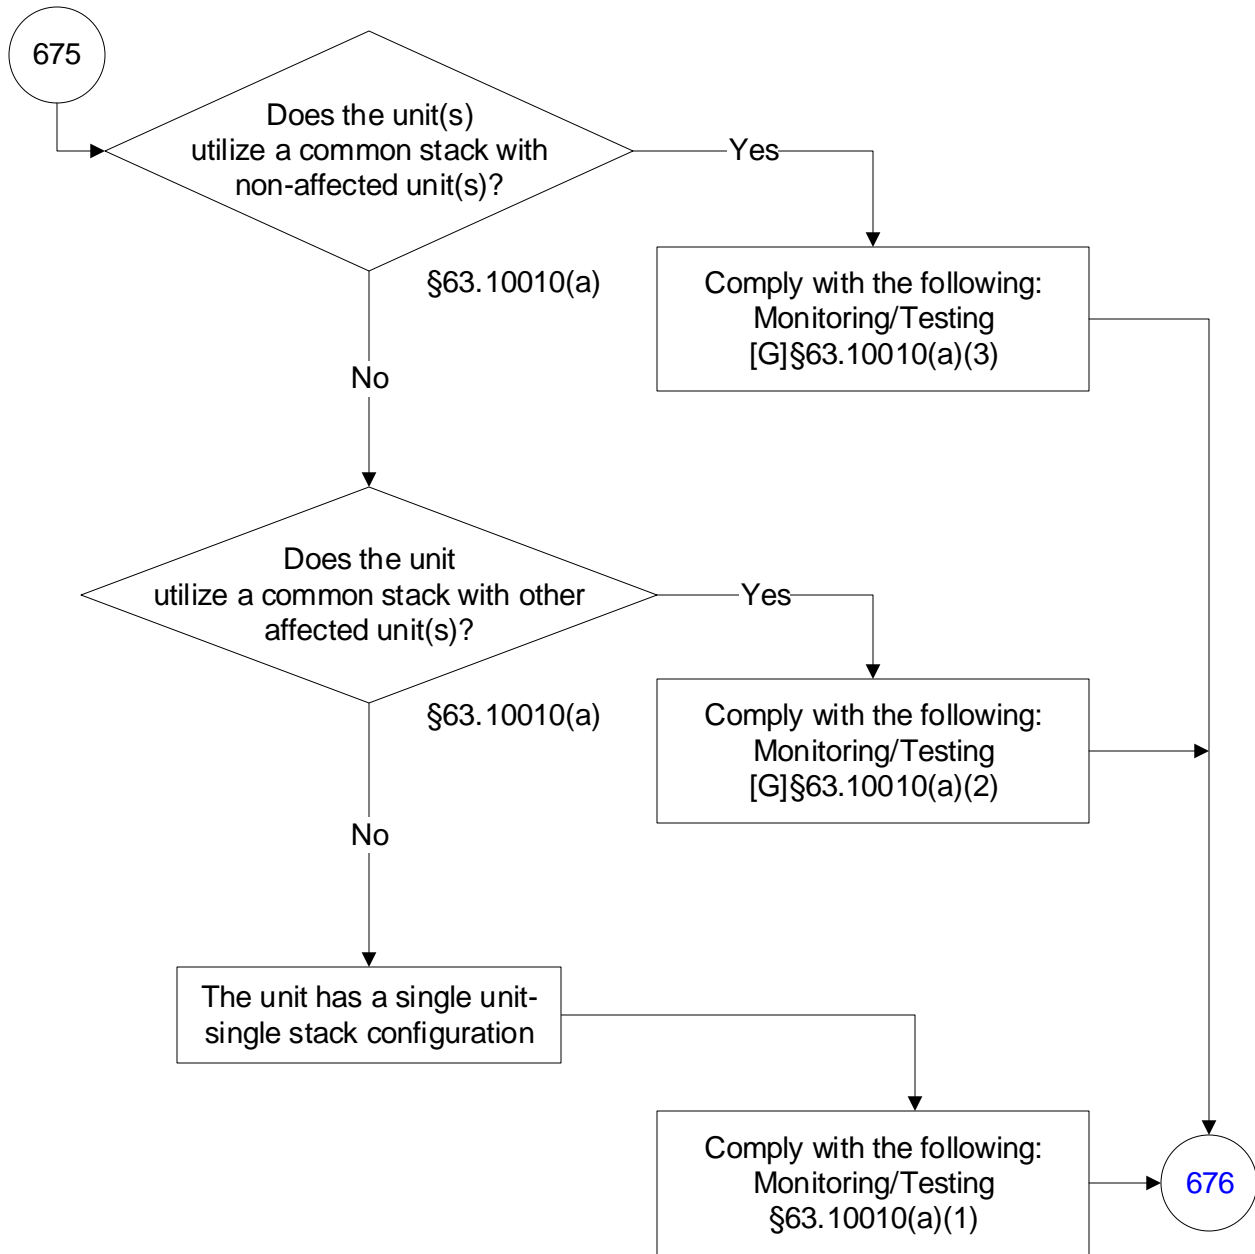 675
Does the unit(s)
utilize a common stack with
non-affected unit(s)?
Yes
§63.10010(a)
Comply with the following:
Monitoring/Testing
[G]§63.10010(a)(3)
No
Does the unit
utilize a common stack with other
affected unit(s)?
Yes
§63.10010(a)
Comply with the following:
Monitoring/Testing
[G]§63.10010(a)(2)
No
The unit has a single unit-
single stack configuration
Comply with the following:
Monitoring/Testing
§63.10010(a)(1)
676